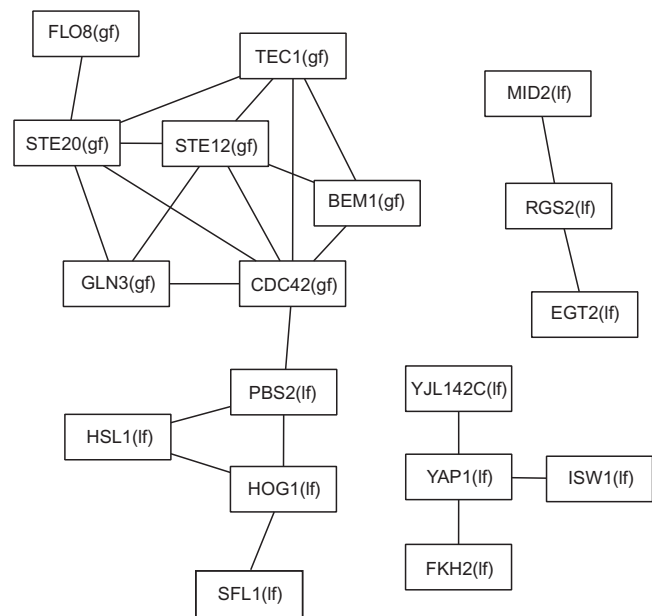 FLO8(gf)
TEC1(gf)
MID2(lf)
STE20(gf)
STE12(gf)
BEM1(gf)
RGS2(lf)
GLN3(gf)
CDC42(gf)
EGT2(lf)
PBS2(lf)
YJL142C(lf)
HSL1(lf)
HOG1(lf)
YAP1(lf)
ISW1(lf)
SFL1(lf)
FKH2(lf)